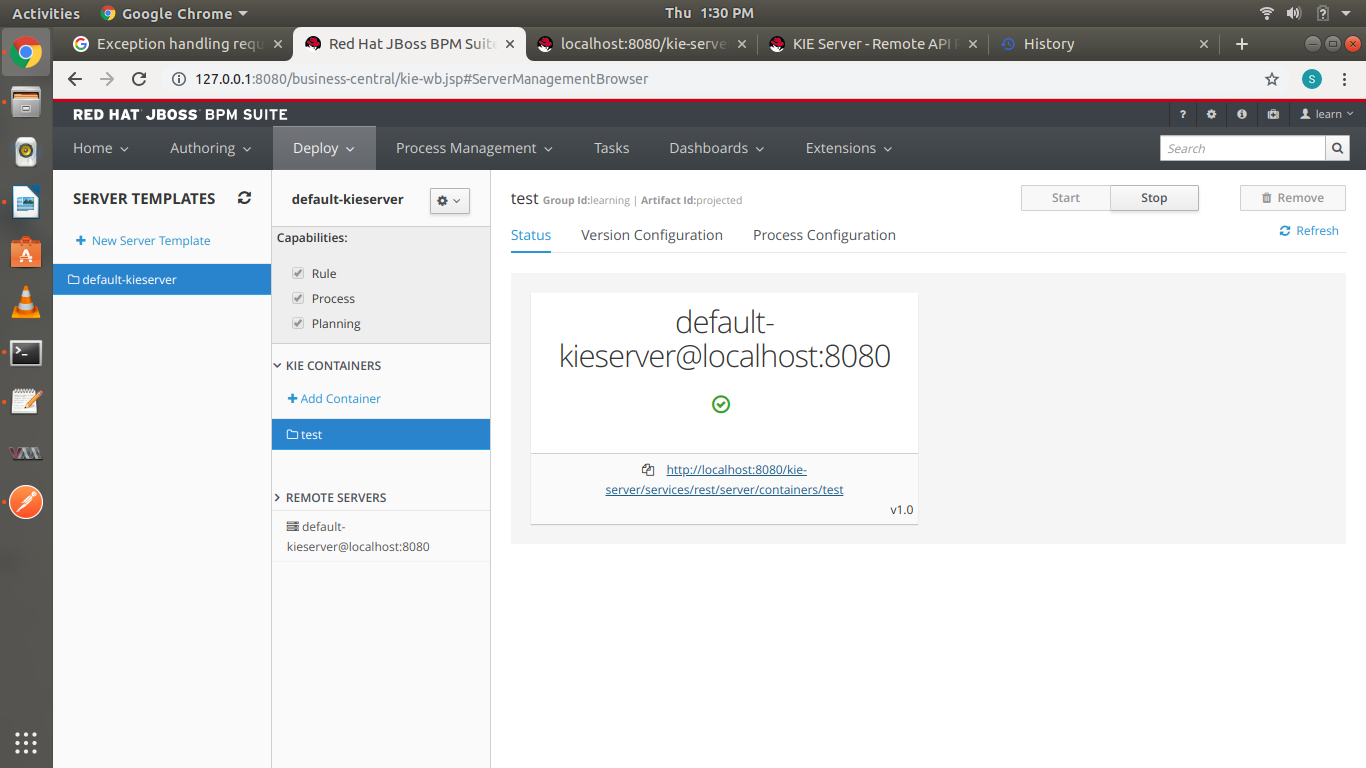 Activities
Google Chrome
Thu 1:30 PM
Exception handling requ
Red Hat JBoss BPM Suite
localhost:8080/kie-serve
KIE Server - Remote API
History
127.0.0.1:8080/business-central/kie-wb.jsp#ServerManagementBrowser
S
RED HAT JBOSS BPM SUITE
learn
Home
Authoring
Deploy
Process Management
Tasks
Dashboards
Extensions
Search
SERVER TEMPLATES
+ New Server Template
default-kieserver
default-kieserver
Capabilities:
Rule
Process
Planning
KIE CONTAINERS
+ Add Container
test
REMOTE SERVERS
default-
kieserver@localhost:8080
test Group Id:learning | Artifact Id:projected
Start
Stop
Remove
Status
Version Configuration
Process Configuration
Refresh
default-
kieserver@localhost:8080
http://localhost:8080/kie-
server/services/rest/server/containers/test
v1.0